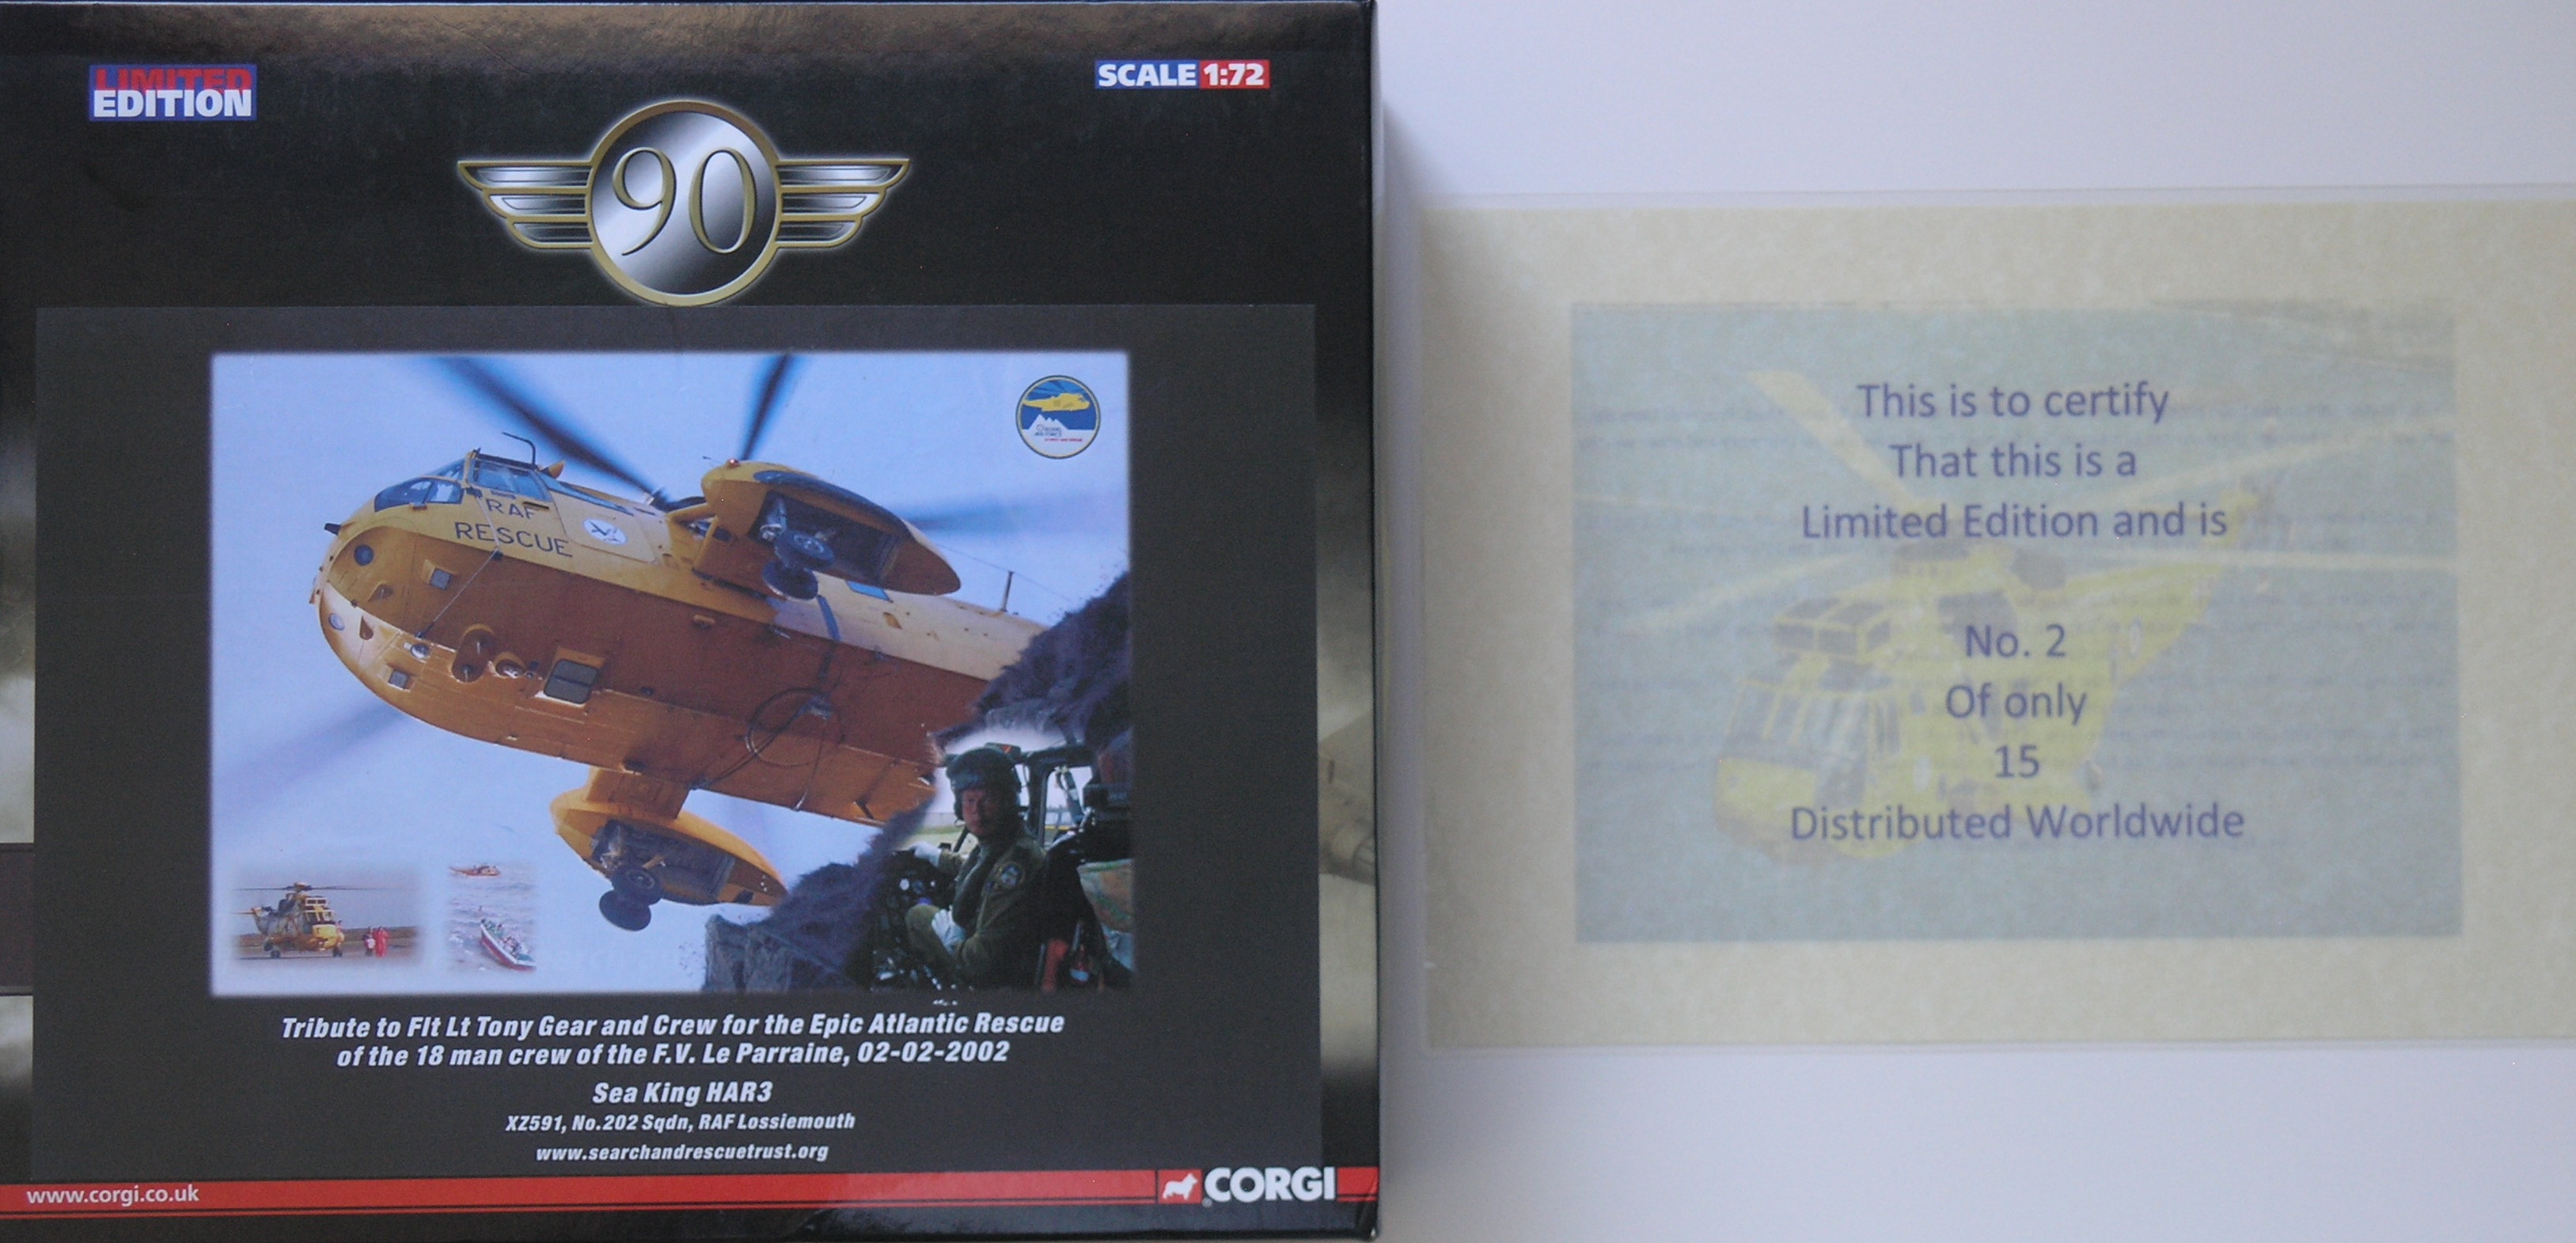 LIMITED
EDITION
SCALE 1:72
90
RAF
RESCUE
Tribute to Flt Lt Tony Gear and Crew for the Epic Atlantic Rescue
of the 18 man crew of the F.V. Le Parraine, 02-02-2002
Sea King HAR3
XZ591, No.202 Sqdn, RAF Lossiemouth
www.searchandrescuetrust.org
www.corgi.co.uk
CORGI
This is to certify
That this is a
Limited Edition and is
No. 2
Of only
15
Distributed Worldwide